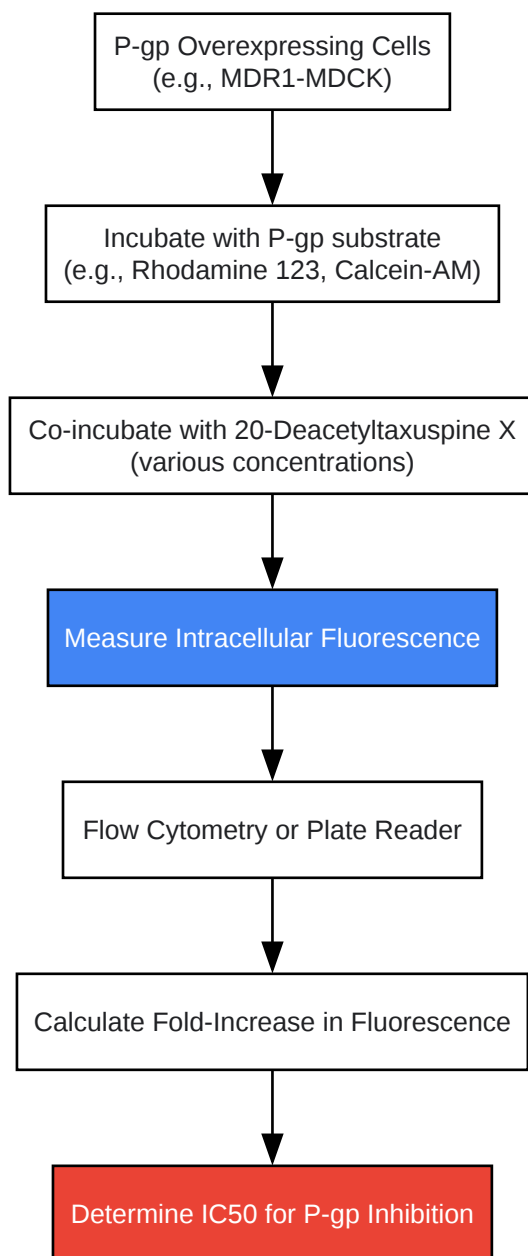 P-gp Overexpressing Cells
(e.g., MDR1-MDCK)
Incubate with P-gp substrate
(e.g., Rhodamine 123, Calcein-AM)
Co-incubate with 20-Deacetyltaxuspine X
(various concentrations)
Measure Intracellular Fluorescence
Flow Cytometry or Plate Reader
Calculate Fold-Increase in Fluorescence
Determine IC50 for P-gp Inhibition